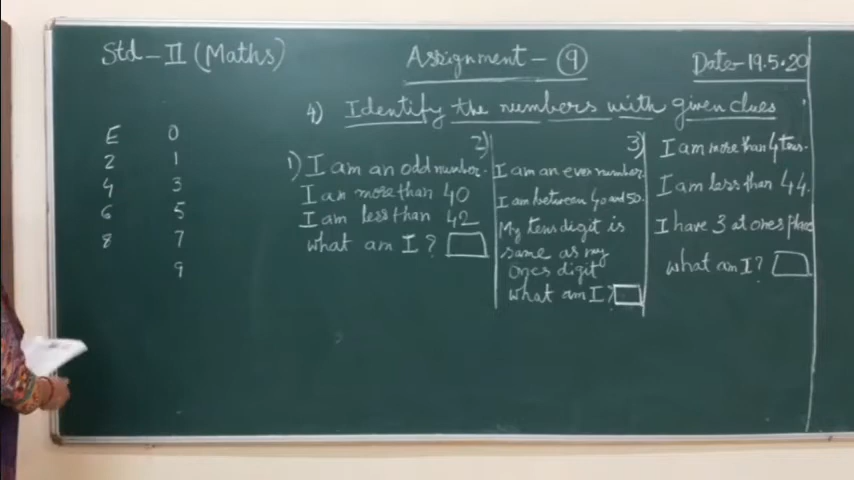 Std - II (Maths)
Assignment - 9
Date - 19.5.20
4) Identify the numbers with given clues
E O
2 1
4 3
6 5
8 7
9
1) I am an odd number.
I am more than 40
I am less than 42
what am I?
2)
I am an even number
I am between 40 and 50.
My tens digit is
same as my
ones digit
what am I?
3)
I am more than 4 tens.
I am less than 44.
I have 3 at ones place
what am I?